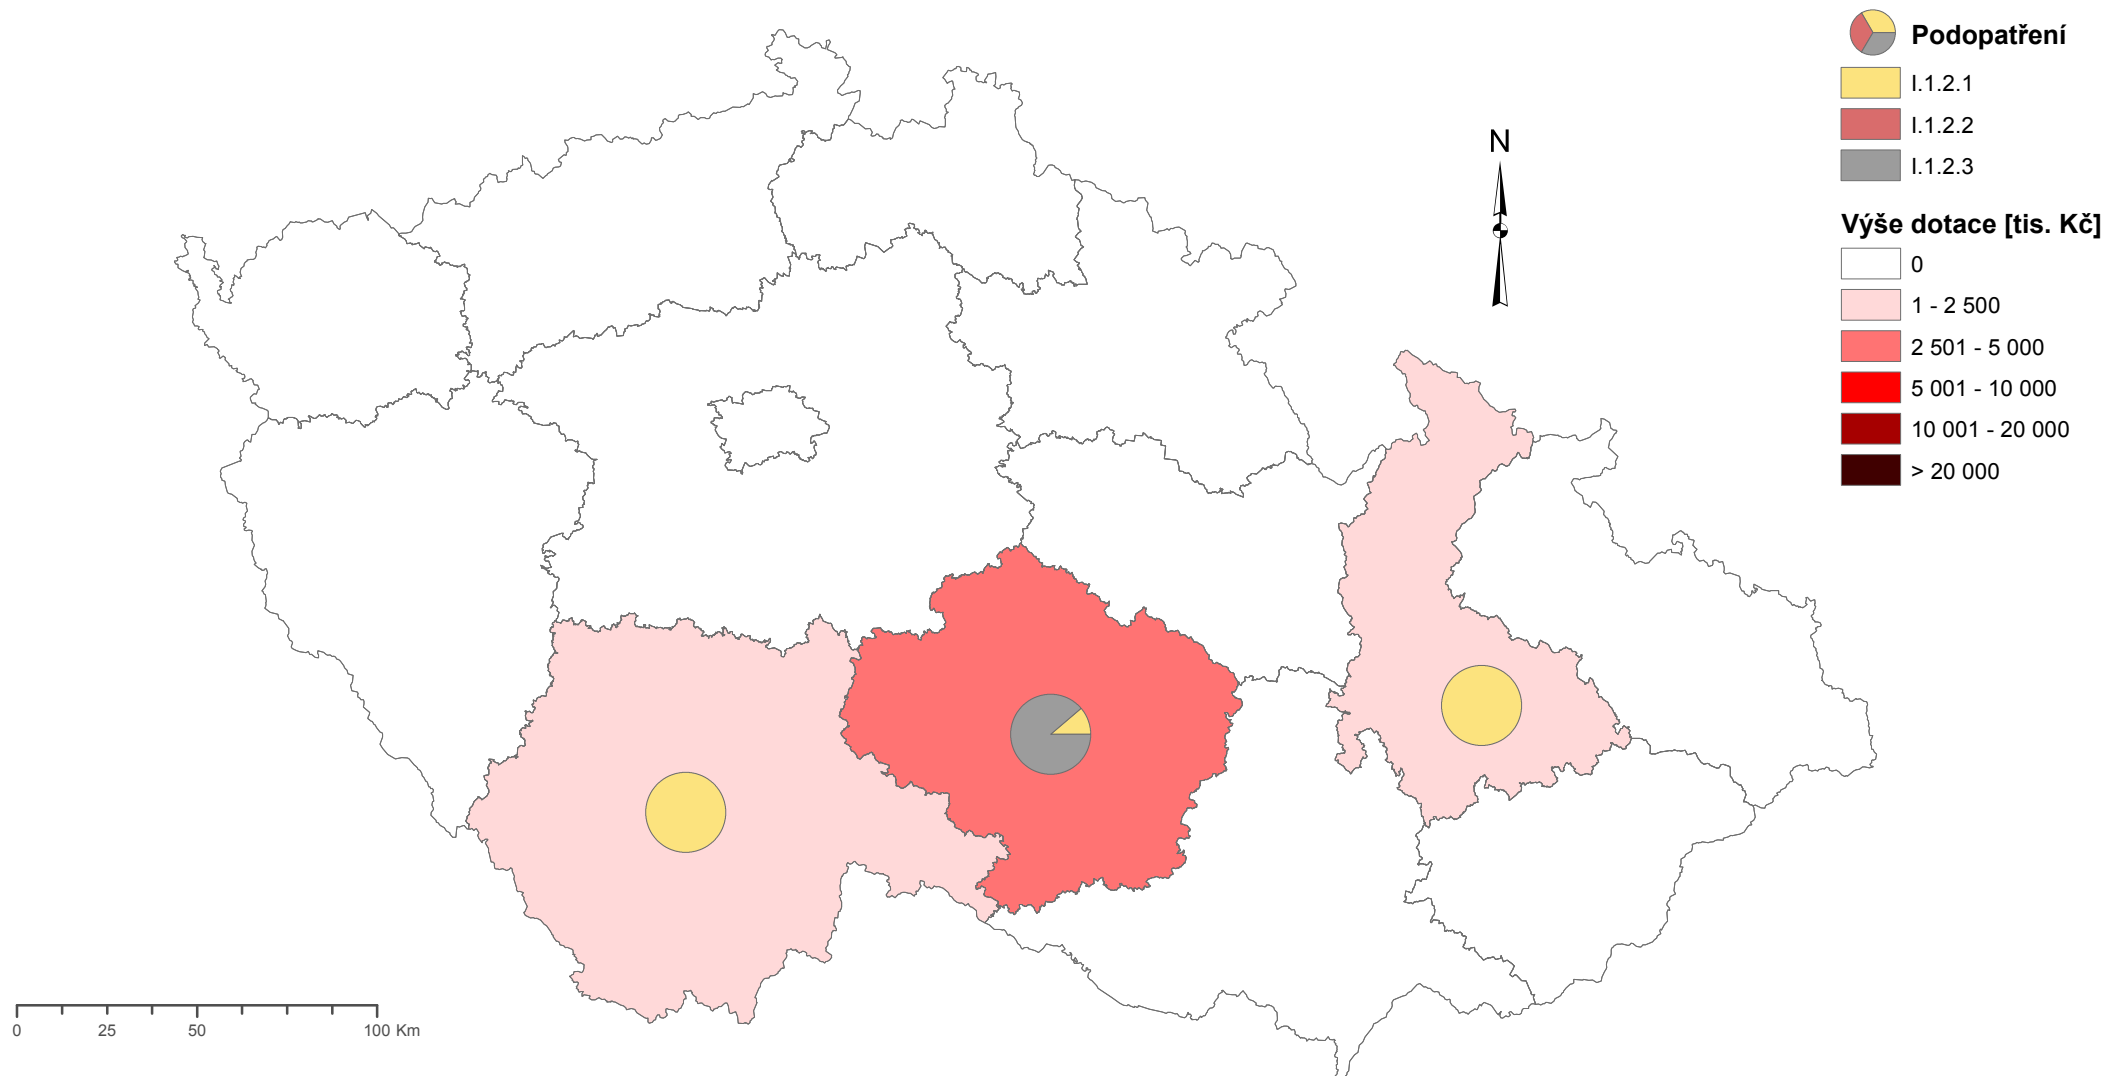 Podopatření
I.1.2.1
I.1.2.2
I.1.2.3
N
Výše dotace [tis. Kč]
0
1 - 2 500
2 501 - 5 000
5 001 - 10 000
10 001 - 20 000
> 20 000
0 25 50 100 Km